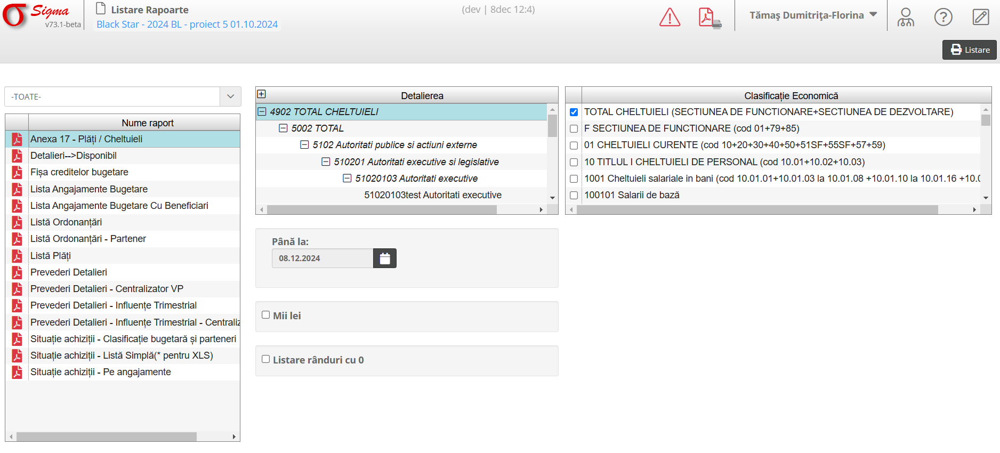 Sigma
v73.1-beta
Listare Rapoarte
Black Star - 2024 BL - proiect 5 01.10.2024
(dev | 8dec 12:4)
Tămaş Dumitriţa-Florina
Listare
-TOATE-
Nume raport
Anexa 17 - Plăți / Cheltuieli
Detalieri-->Disponibil
Fișa creditelor bugetare
Lista Angajamente Bugetare
Lista Angajamente Bugetare Cu Beneficiari
Listă Ordonanțări
Listă Ordonanțări - Partener
Listă Plăți
Prevederi Detalieri
Prevederi Detalieri - Centralizator VP
Prevederi Detalieri - Influențe Trimestrial
Prevederi Detalieri - Influențe Trimestrial - Centraliz
Situație achiziții - Clasificație bugetară și parteneri
Situație achiziții - Listă Simplă(* pentru XLS)
Situație achiziții - Pe angajamente
Detalierea
4902 TOTAL CHELTUIELI
5002 TOTAL
5102 Autoritati publice si actiuni externe
510201 Autoritati executive si legislative
51020103 Autoritati executive
51020103test Autoritati executive
Clasificație Economică
TOTAL CHELTUIELI (SECTIUNEA DE FUNCTIONARE+SECTIUNEA DE DEZVOLTARE)
F SECTIUNEA DE FUNCTIONARE (cod 01+79+85)
01 CHELTUIELI CURENTE (cod 10+20+30+40+50+51SF+55SF+57+59)
10 TITLUL I CHELTUIELI DE PERSONAL (cod 10.01+10.02+10.03)
1001 Cheltuieli salariale in bani (cod 10.01.01+10.01.03 la 10.01.08 +10.01.10 la 10.01.16 +10.0
100101 Salarii de bază
Până la:
08.12.2024
Mii lei
Listare rânduri cu 0